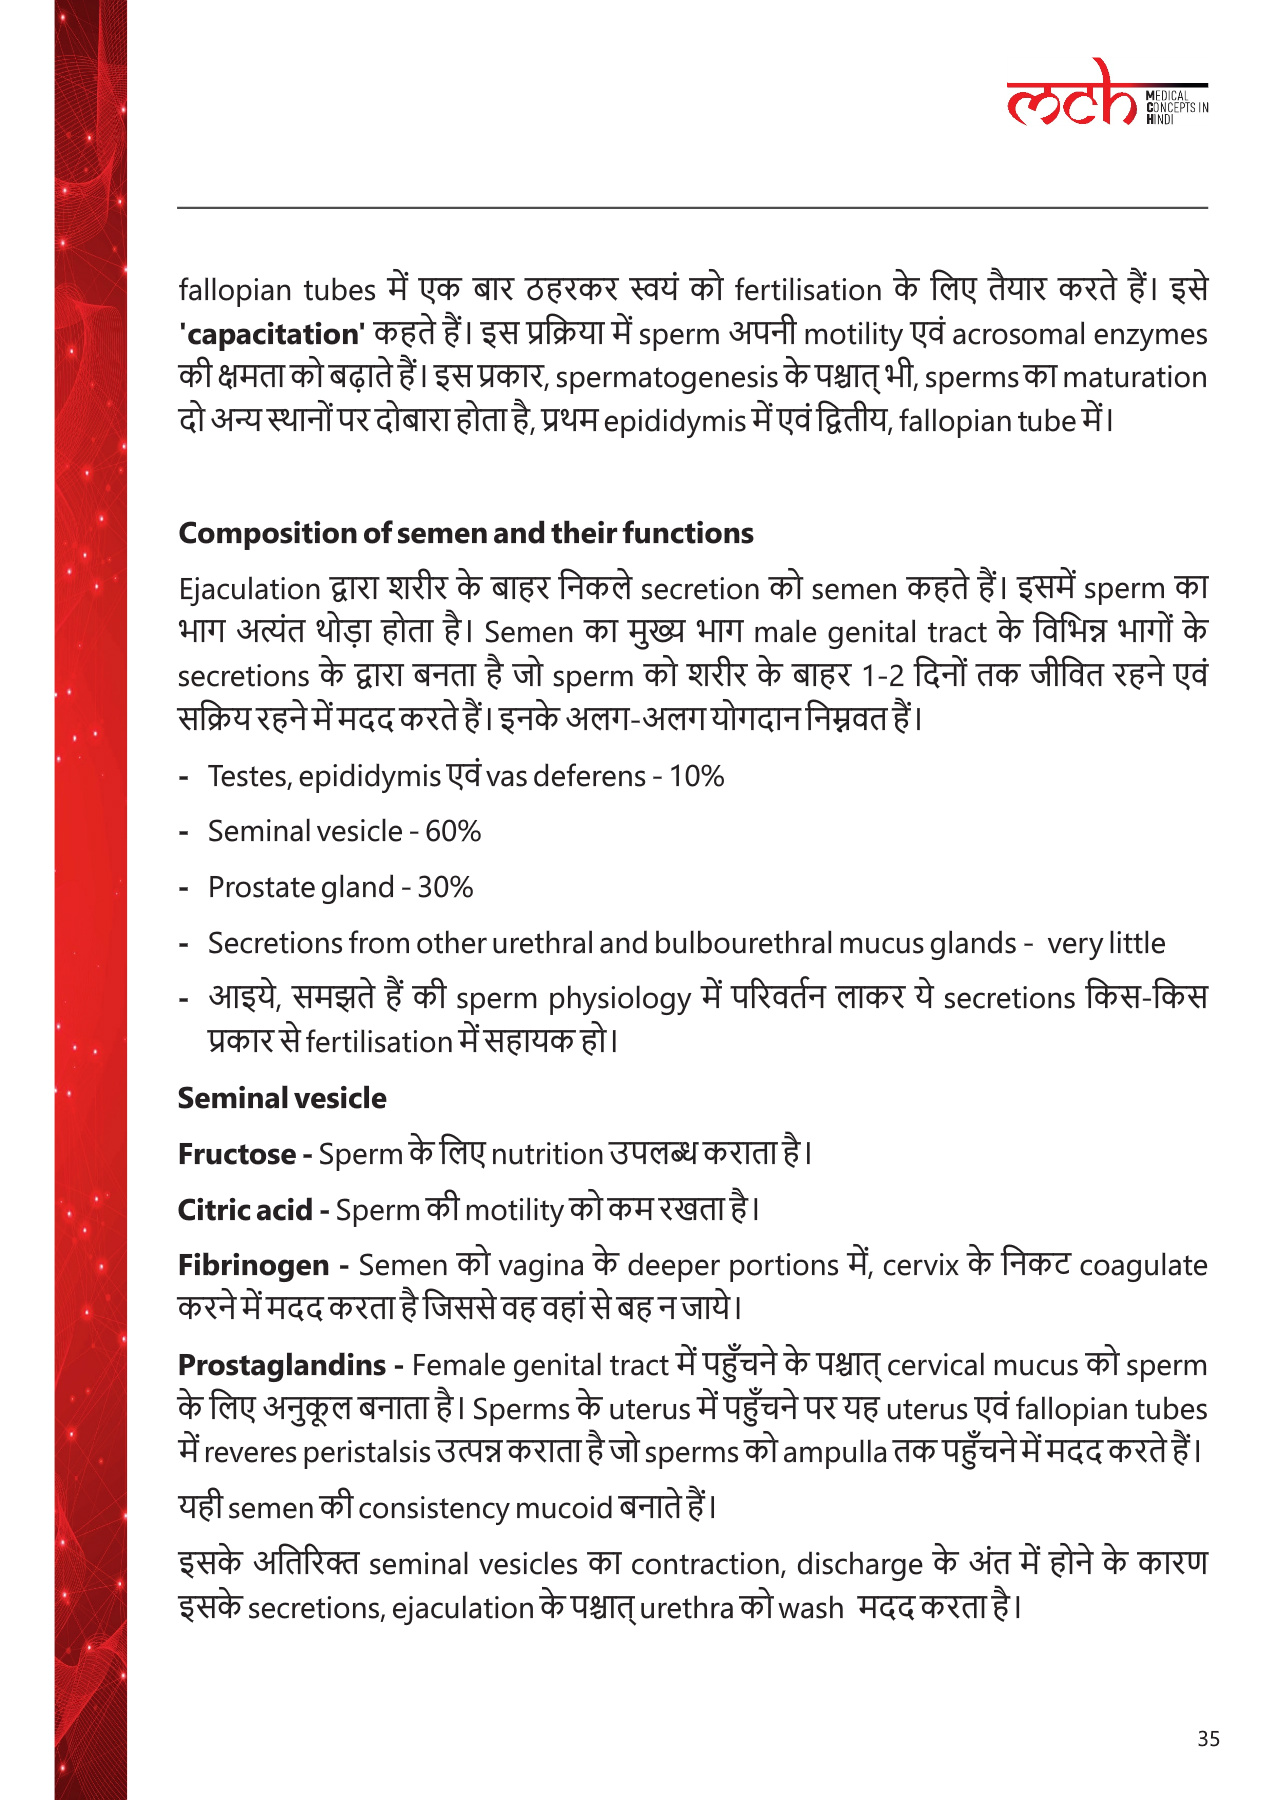 mch MEDICAL
CONCEPTS IN
HINDI
fallopian tubes में एक बार ठहरकर स्वयं को fertilisation के लिए तैयार करते हैं। इसे
'capacitation' कहते हैं। इस प्रक्रिया में sperm अपनी motility एवं acrosomal enzymes
की क्षमता को बढ़ाते हैं। इस प्रकार, spermatogenesis के पश्चात् भी, sperms का maturation
दो अन्य स्थानों पर दोबारा होता है, प्रथम epididymis में एवं द्वितीय, fallopian tube में।
Composition of semen and their functions
Ejaculation द्वारा शरीर के बाहर निकले secretion को semen कहते हैं। इसमें sperm का
भाग अत्यंत थोड़ा होता है। Semen का मुख्य भाग male genital tract के विभिन्न भागों के
secretions के द्वारा बनता है जो sperm को शरीर के बाहर 1-2 दिनों तक जीवित रहने एवं
सक्रिय रहने में मदद करते हैं। इनके अलग-अलग योगदान निम्नवत हैं।
- Testes, epididymis एवं vas deferens - 10%
- Seminal vesicle - 60%
- Prostate gland - 30%
- Secretions from other urethral and bulbourethral mucus glands - very little
- आइये, समझते हैं की sperm physiology में परिवर्तन लाकर ये secretions किस-किस
प्रकार से fertilisation में सहायक हो।
Seminal vesicle
Fructose - Sperm के लिए nutrition उपलब्ध कराता है।
Citric acid - Sperm की motility को कम रखता है।
Fibrinogen - Semen को vagina के deeper portions में, cervix के निकट coagulate
करने में मदद करता है जिससे वह वहां से बह न जाये।
Prostaglandins - Female genital tract में पहुँचने के पश्चात् cervical mucus को sperm
के लिए अनुकूल बनाता है। Sperms के uterus में पहुँचने पर यह uterus एवं fallopian tubes
में reveres peristalsis उत्पन्न कराता है जो sperms को ampulla तक पहुँचने में मदद करते हैं।
यही semen की consistency mucoid बनाते हैं।
इसके अतिरिक्त seminal vesicles का contraction, discharge के अंत में होने के कारण
इसके secretions, ejaculation के पश्चात् urethra को wash मदद करता है।
35